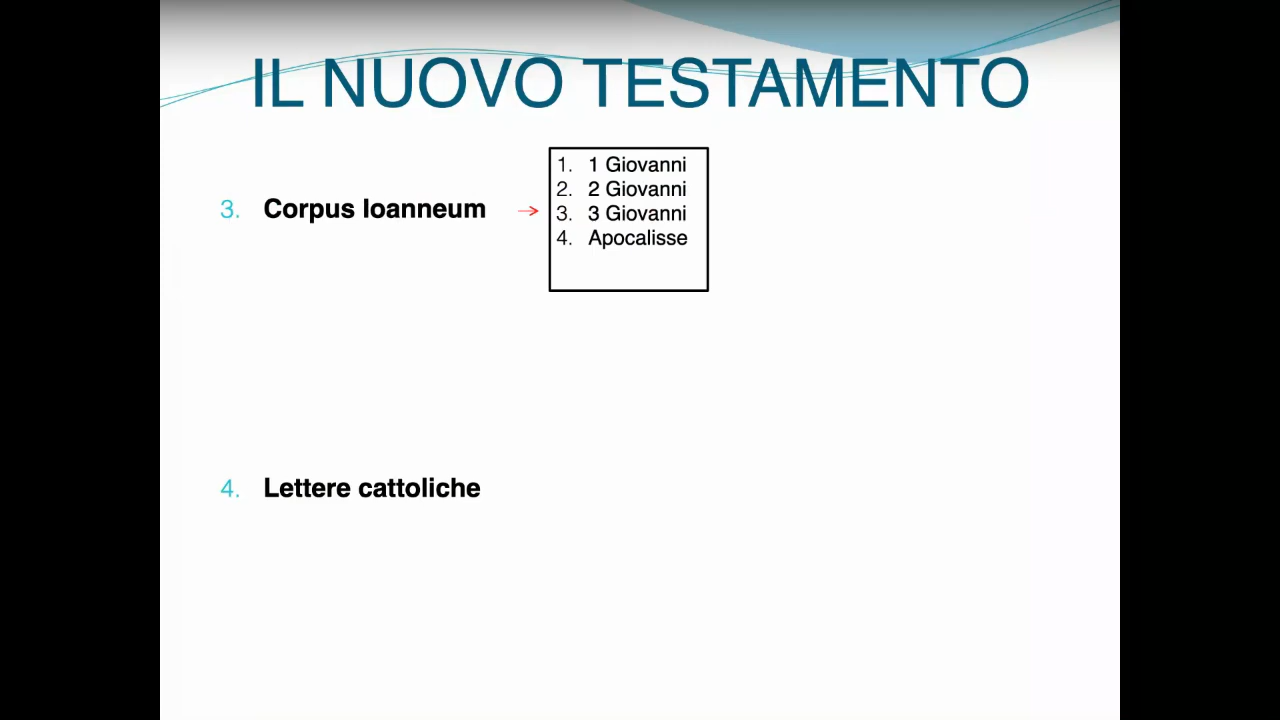 IL NUOVO TESTAMENTO
3. Corpus Ioanneum →
1. 1 Giovanni
2. 2 Giovanni
3. 3 Giovanni
4. Apocalisse
4. Lettere cattoliche